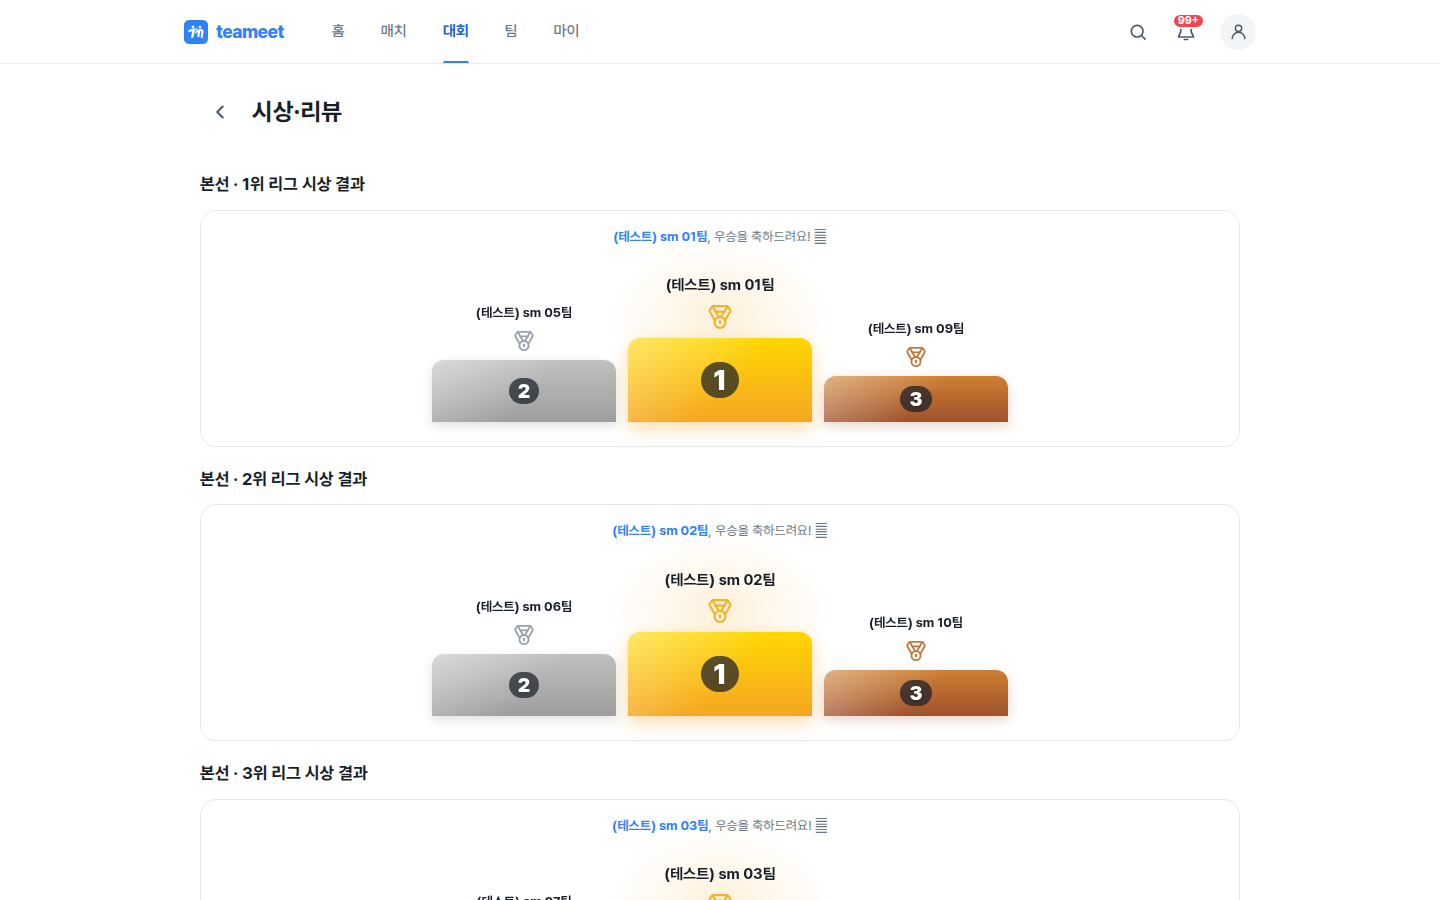 teameet
홈
매치
대회
팀
마이
99+
시상·리뷰
본선 · 1위 리그 시상 결과
(테스트) sm 01팀, 우승을 축하드려요!
(테스트) sm 01팀
(테스트) sm 05팀
(테스트) sm 09팀
1
2
3
본선 · 2위 리그 시상 결과
(테스트) sm 02팀, 우승을 축하드려요!
(테스트) sm 02팀
(테스트) sm 06팀
(테스트) sm 10팀
1
2
3
본선 · 3위 리그 시상 결과
(테스트) sm 03팀, 우승을 축하드려요!
(테스트) sm 03팀